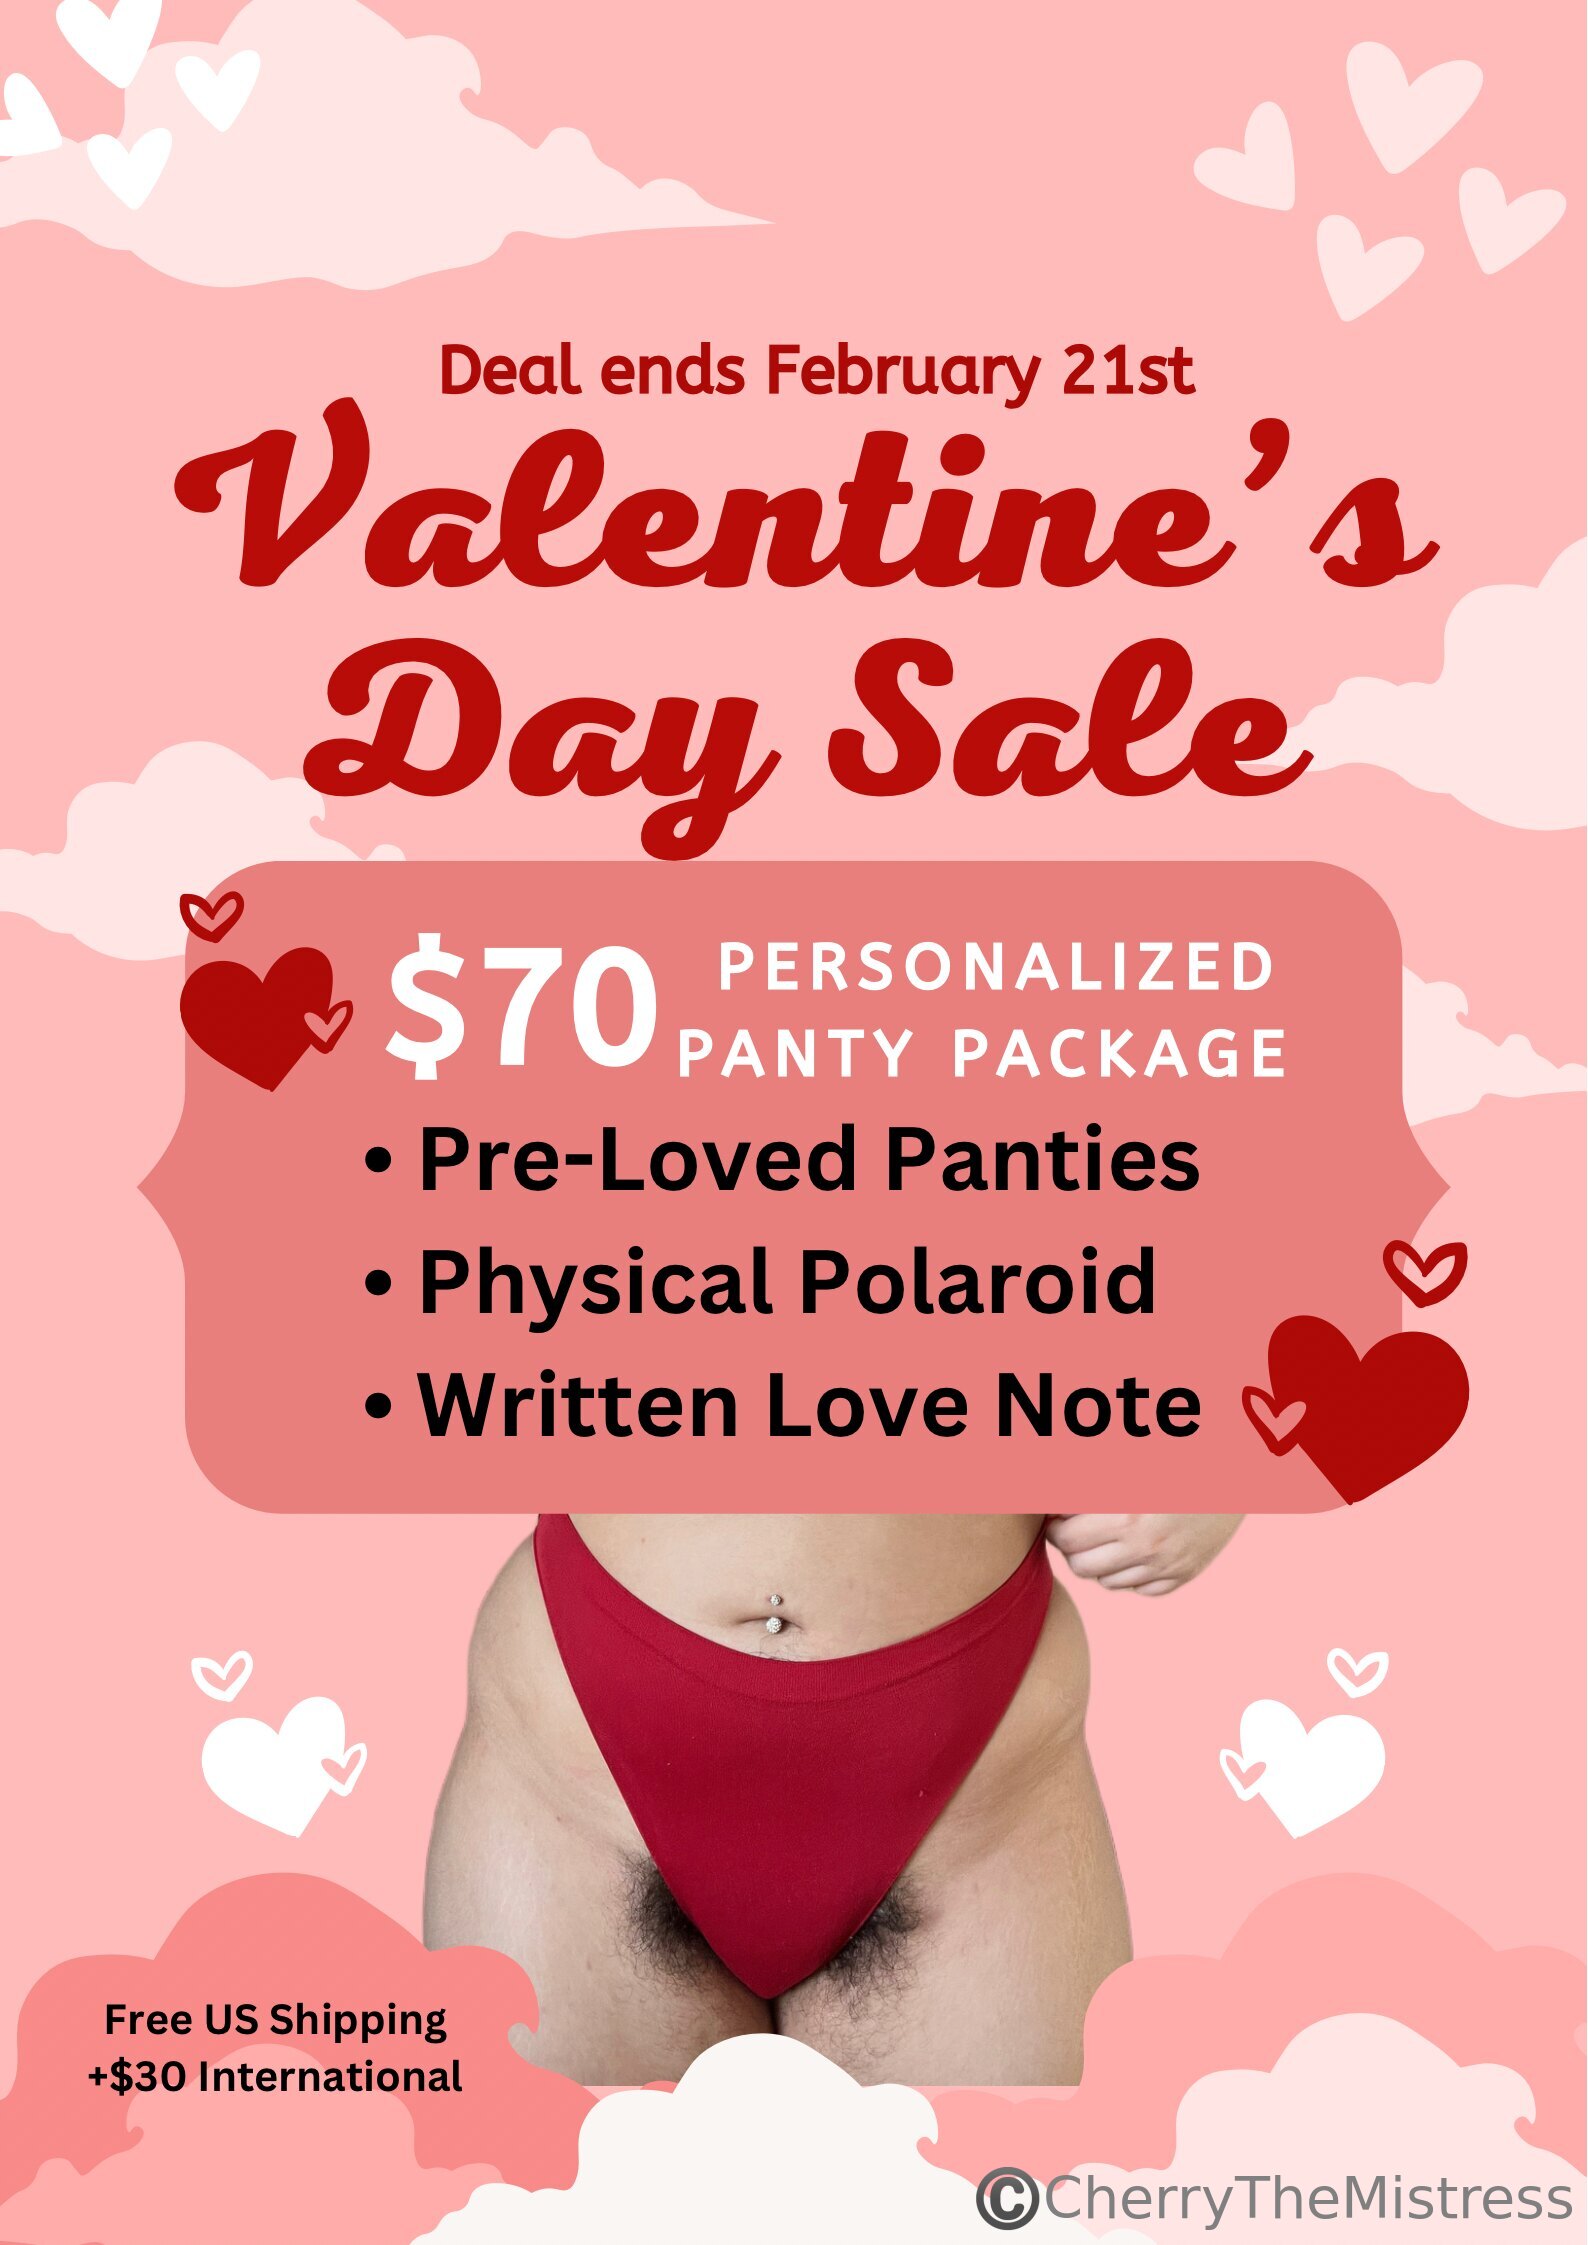 Deal ends February 21st
Valentine's
Day Sale
$70 PERSONALIZED
PANTY PACKAGE
• Pre-Loved Panties
• Physical Polaroid
• Written Love Note
Free US Shipping
+$30 International
©CherryTheMistress